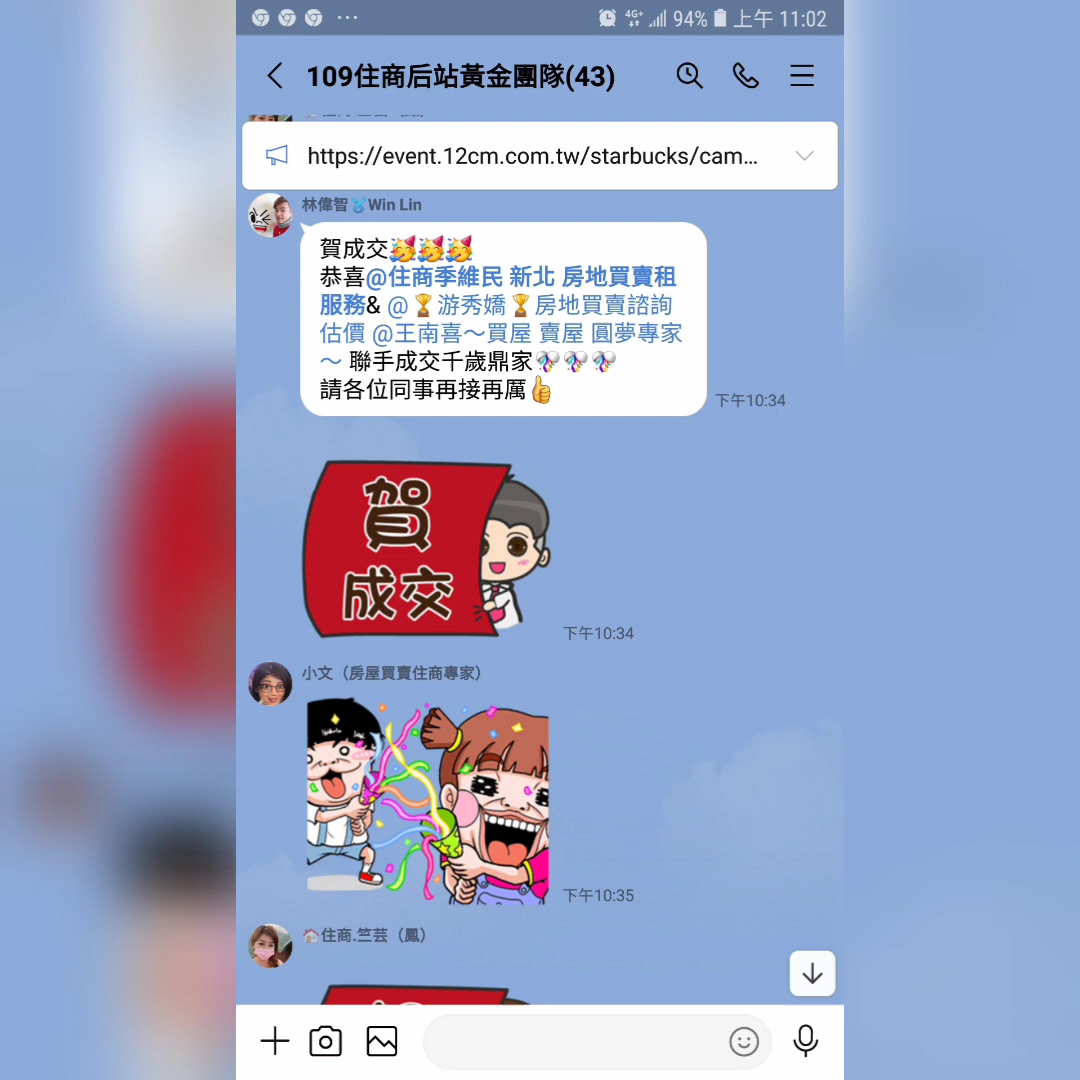 94% 上午 11:02
109住商后站黃金團隊(43)
https://event.12cm.com.tw/starbucks/cam…
林偉智🩵Win Lin
賀成交🥳🥳🥳
恭喜@住商季維民 新北 房地買賣租
服務& @🏆游秀嬌🏆房地買賣諮詢
估價 @王南喜～買屋 賣屋 圓夢專家
～ 聯手成交千歲鼎家🎊🎊🎊
請各位同事再接再厲👍
下午10:34
賀
成交
下午10:34
小文（房屋買賣住商專家）
下午10:35
🏠住商.竺芸（鳳）